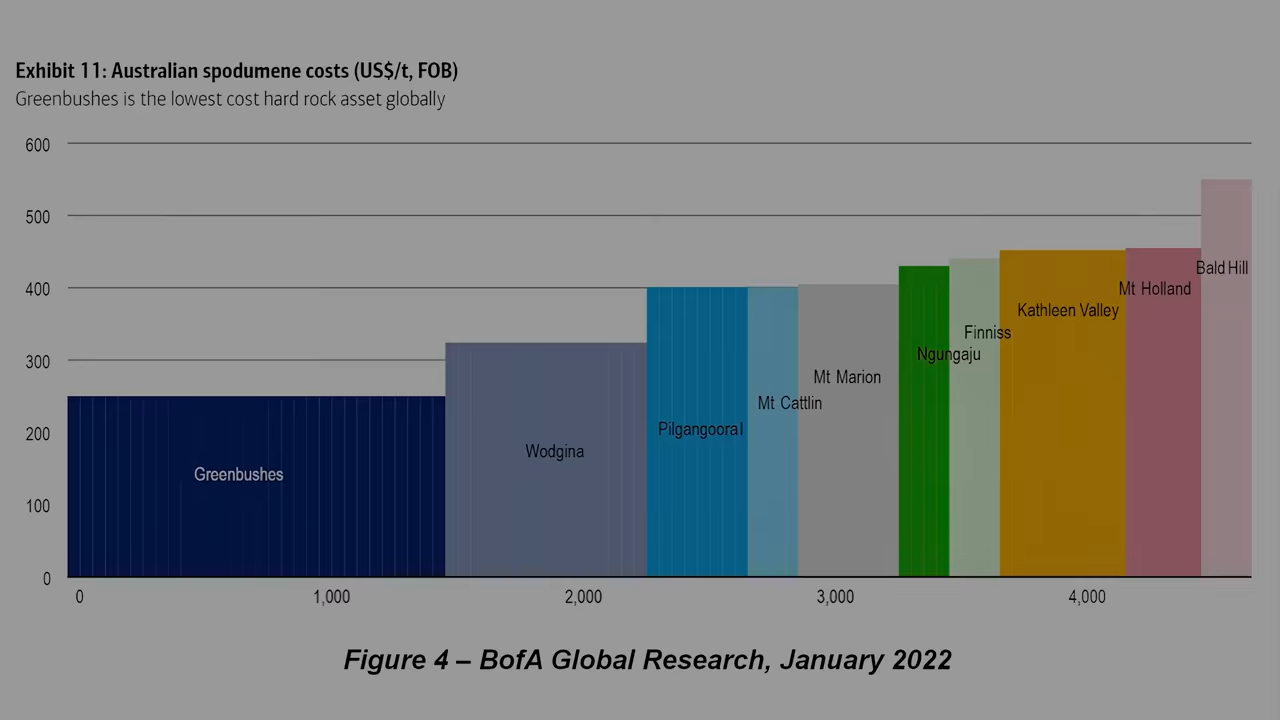 Exhibit 11: Australian spodumene costs (US$/t, FOB)
Greenbushes is the lowest cost hard rock asset globally
600
500
400
300
200
100
0
Bald Hill
Mt Holland
Kathleen Valley
Finniss
Ngungaju
Mt Marion
Mt Cattlin
Pilgangooral
Wodgina
Greenbushes
0 1,000 2,000 3,000 4,000
Figure 4 – BofA Global Research, January 2022